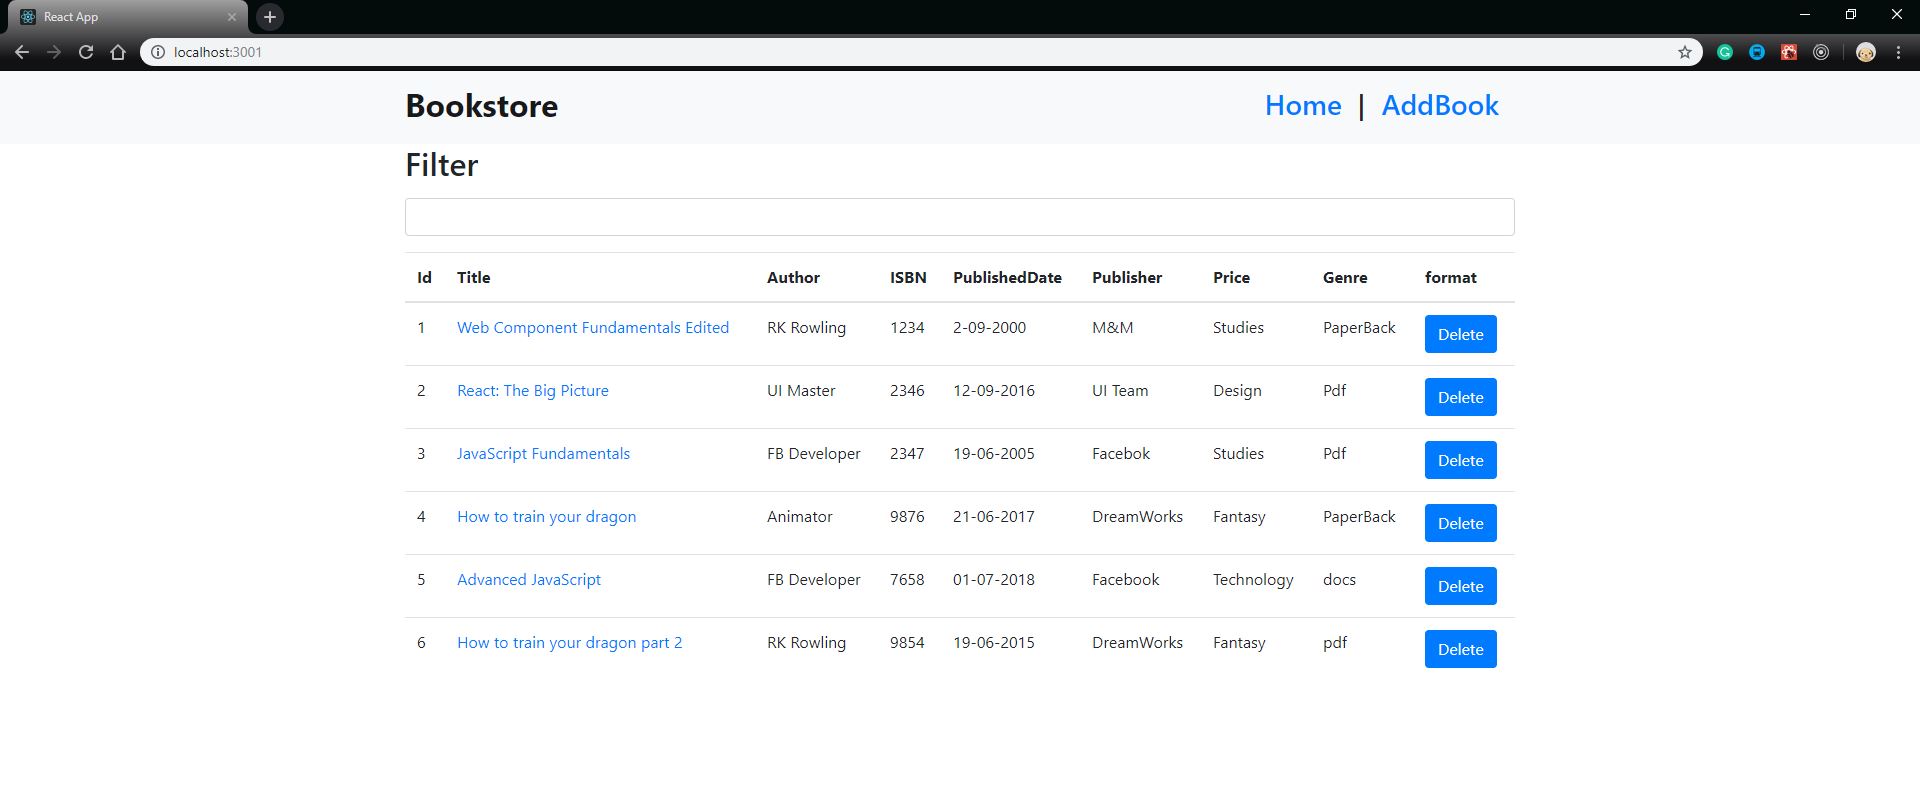 React App
localhost:3001
Bookstore Home | AddBook
Filter
Id Title Author ISBN PublishedDate Publisher Price Genre format
1 Web Component Fundamentals Edited RK Rowling 1234 2-09-2000 M&M Studies PaperBack Delete
2 React: The Big Picture UI Master 2346 12-09-2016 UI Team Design Pdf Delete
3 JavaScript Fundamentals FB Developer 2347 19-06-2005 Facebok Studies Pdf Delete
4 How to train your dragon Animator 9876 21-06-2017 DreamWorks Fantasy PaperBack Delete
5 Advanced JavaScript FB Developer 7658 01-07-2018 Facebook Technology docs Delete
6 How to train your dragon part 2 RK Rowling 9854 19-06-2015 DreamWorks Fantasy pdf Delete